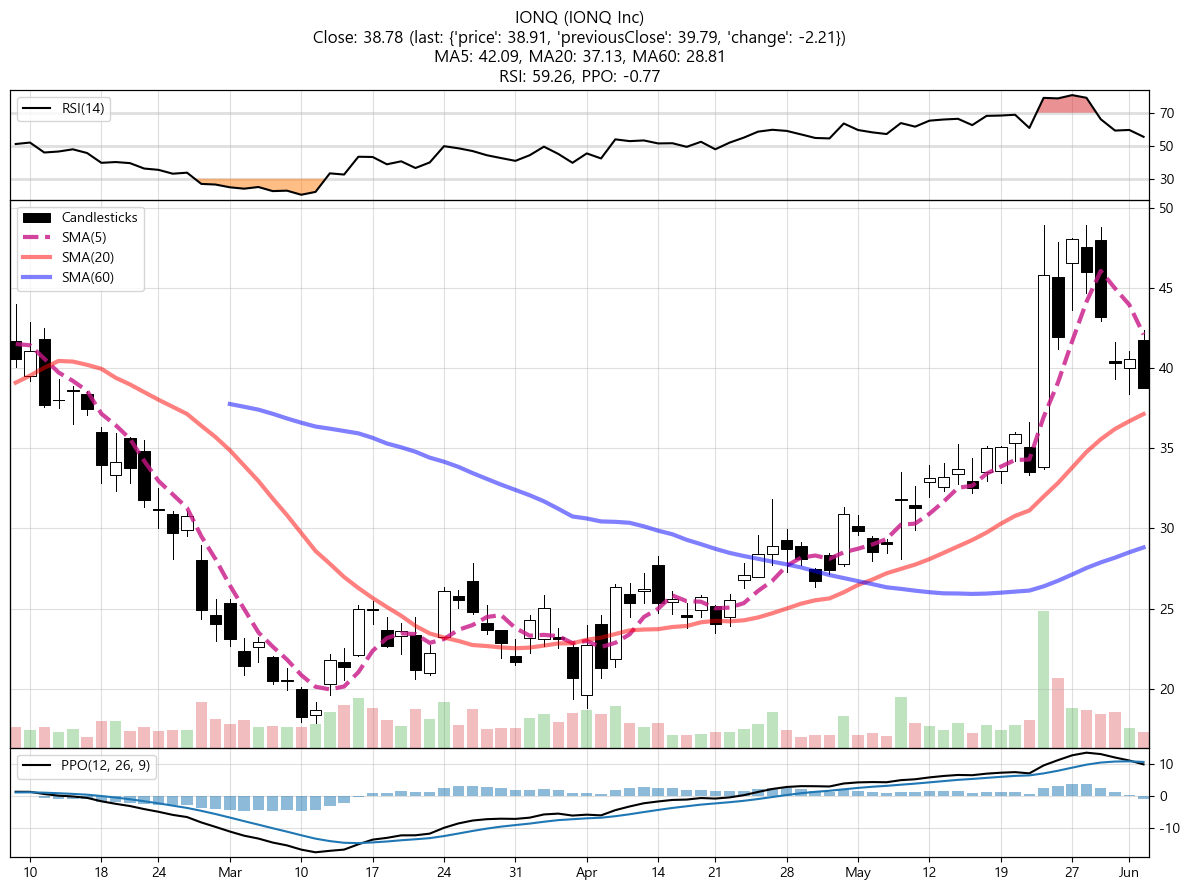 IONQ (IONQ Inc)
Close: 38.78 (last: {'price': 38.91, 'previousClose': 39.79, 'change': -2.21})
MA5: 42.09, MA20: 37.13, MA60: 28.81
RSI: 59.26, PPO: -0.77
RSI(14)
70
50
30
Candlesticks
SMA(5)
SMA(20)
SMA(60)
50
45
40
35
30
25
20
PPO(12, 26, 9)
10
0
-10
10 18 24 Mar 10 17 24 31 Apr 14 21 28 May 12 19 27 Jun